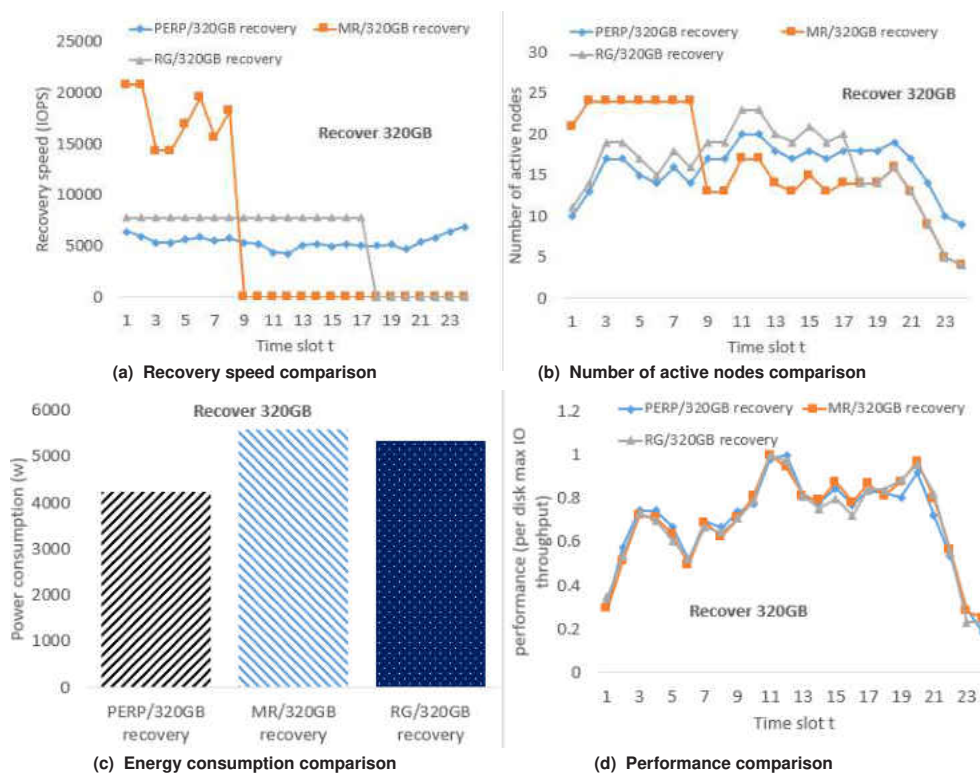 PERP/320GB recovery
MR/320GB recovery
RG/320GB recovery
Recover 320GB
Recovery speed (IOPS)
25000
20000
15000
10000
5000
0
1 3 5 7 9 11 13 15 17 19 21 23
Time slot t
(a) Recovery speed comparison
PERP/320GB recovery
MR/320GB recovery
RG/320GB recovery
Recover 320GB
Number of active nodes
30
25
20
15
10
5
0
1 3 5 7 9 11 13 15 17 19 21 23
Time slot t
(b) Number of active nodes comparison
Recover 320GB
Power consumption (w)
6000
5000
4000
3000
2000
1000
0
PERP/320GB recovery
MR/320GB recovery
RG/320GB recovery
(c) Energy consumption comparison
PERP/320GB recovery
MR/320GB recovery
RG/320GB recovery
performance (per disk max IO throughput)
1.2
1
0.8
0.6
0.4
0.2
0
Recover 320GB
1 3 5 7 9 11 13 15 17 19 21 23
Time slot t
(d) Performance comparison